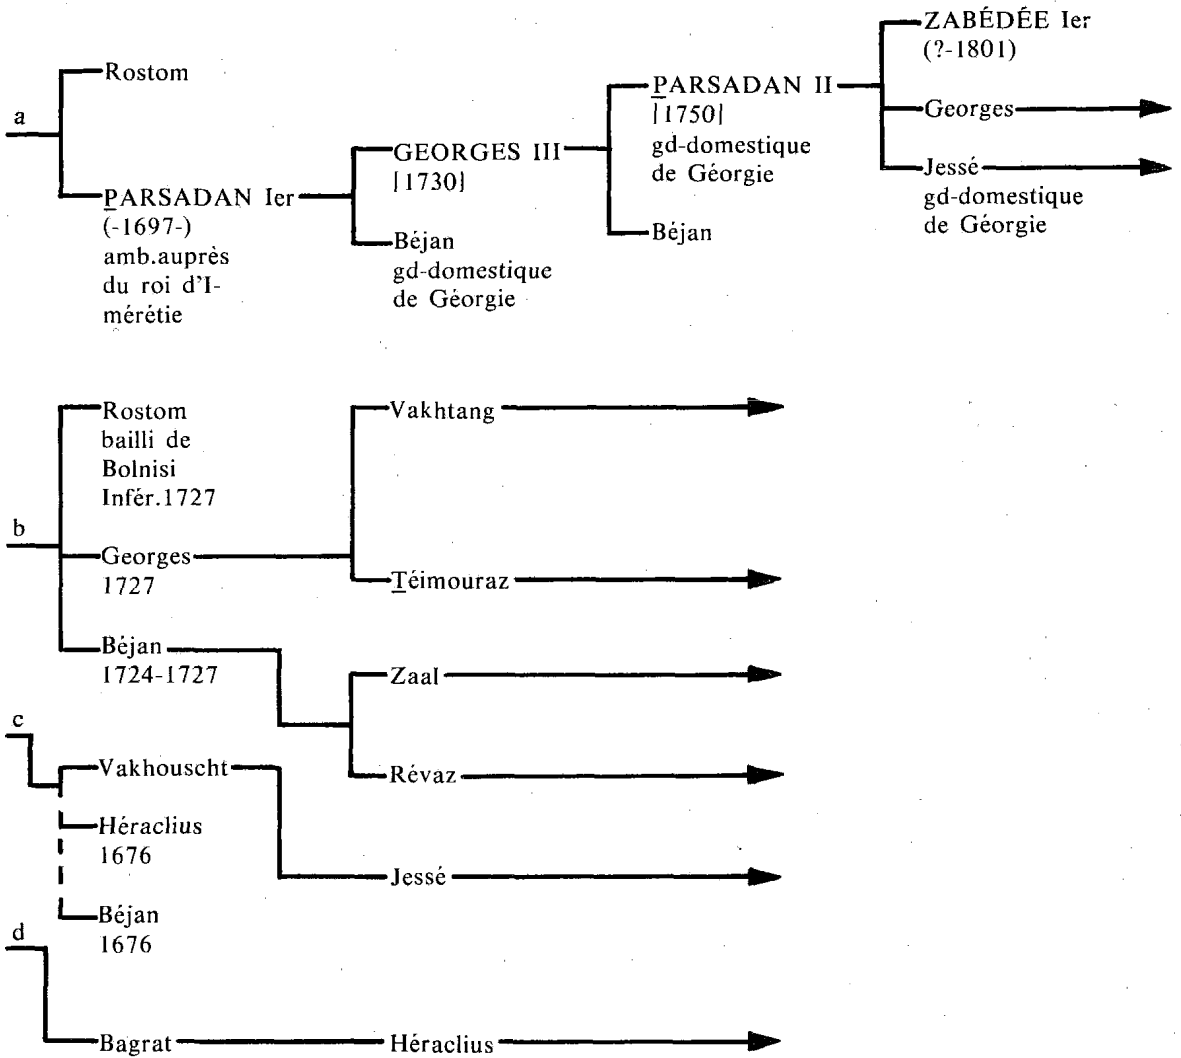 a
Rostom
PARSADAN Ier
(-1697-)
amb.auprès
du roi d'I-
mérétie
GEORGES III
[1730]
Béjan
gd-domestique
de Géorgie
PARSADAN II
[1750]
gd-domestique
de Géorgie
Béjan
ZABÉDÉE Ier
(?-1801)
Georges
Jessé
gd-domestique
de Géorgie
b
Rostom
bailli de
Bolnisi
Infér.1727
Georges
1727
Béjan
1724-1727
Vakhtang
Téimouraz
Zaal
Révaz
c
Vakhouscht
Héraclius
1676
Béjan
1676
Jessé
d
Bagrat
Héraclius